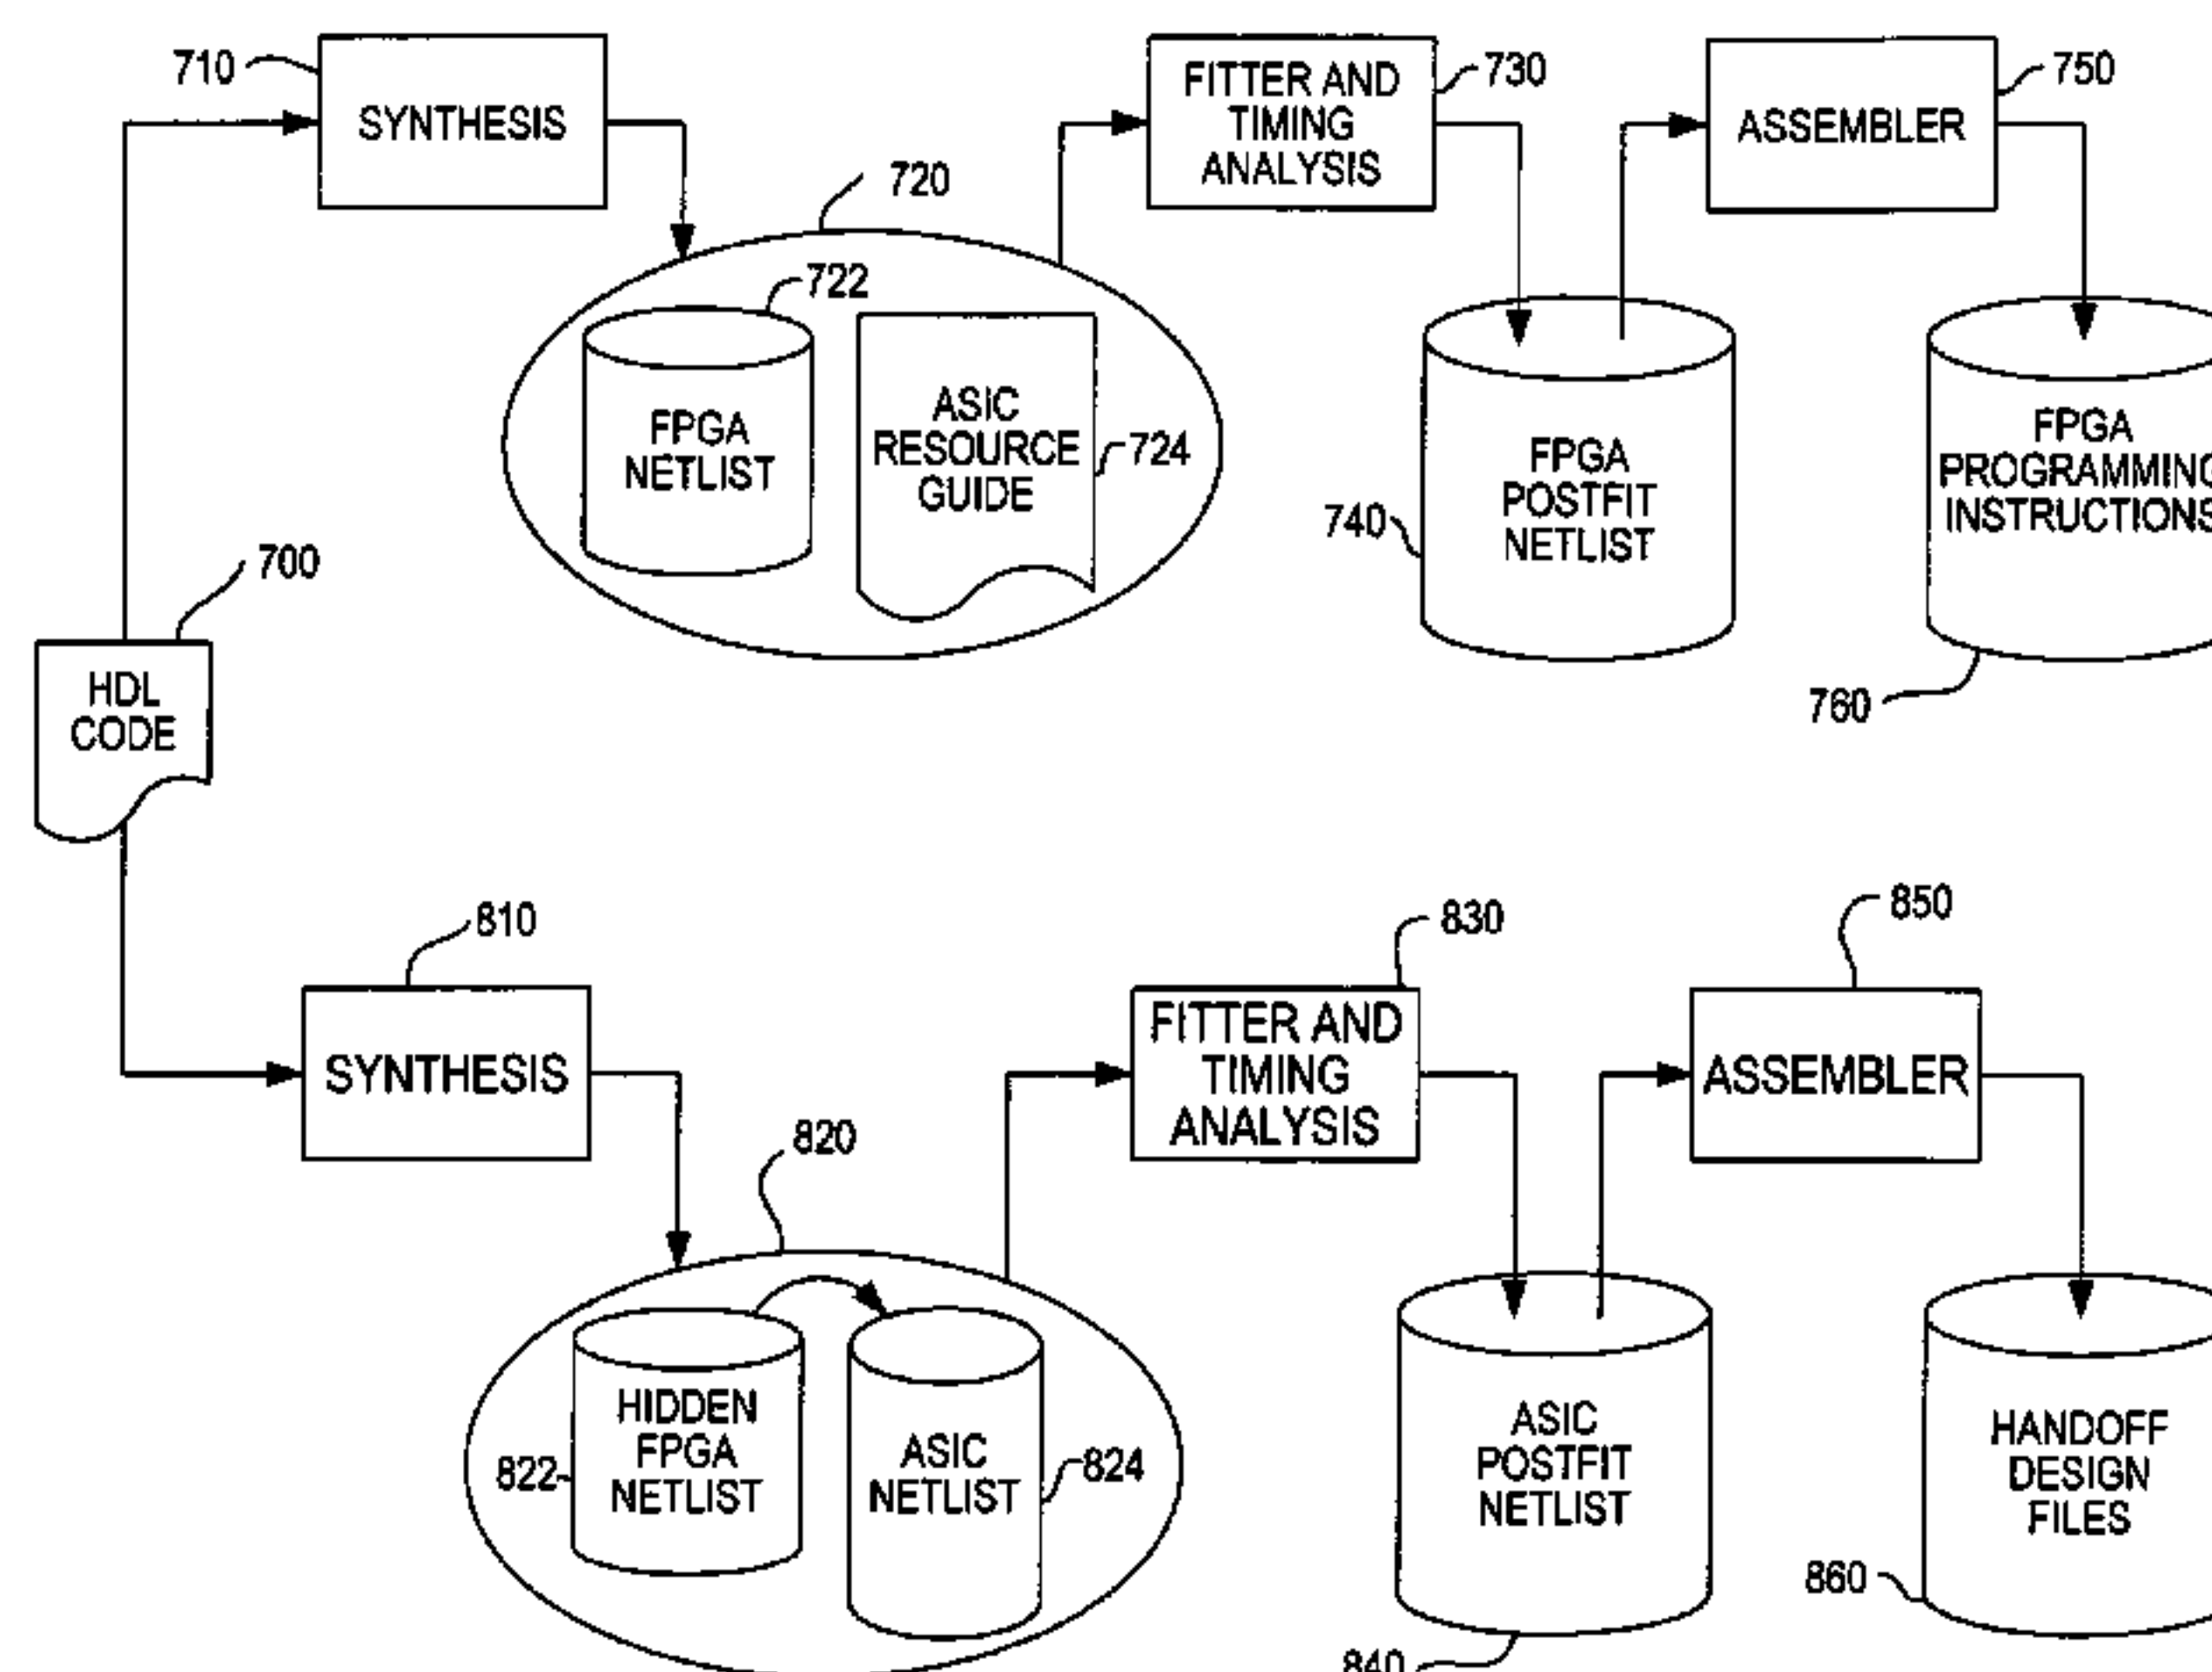 710
SYNTHESIS
720
722
FPGA
NETLIST
ASIC
RESOURCE
GUIDE
724
FITTER AND
TIMING
ANALYSIS
730
FPGA
POSTFIT
NETLIST
740
ASSEMBLER
750
FPGA
PROGRAMMING
INSTRUCTIONS
760
700
HDL
CODE
810
SYNTHESIS
820
HIDDEN
FPGA
NETLIST
822
ASIC
NETLIST
824
830
FITTER AND
TIMING
ANALYSIS
ASIC
POSTFIT
NETLIST
840
850
ASSEMBLER
HANDOFF
DESIGN
FILES
860